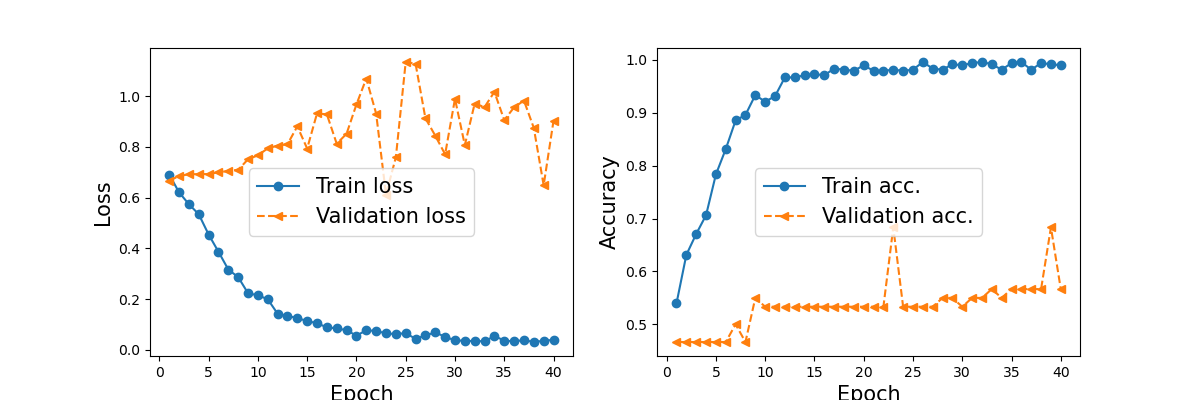 1.0
0.8
0.6
0.4
0.2
0.0
Loss
Train loss
Validation loss
0 5 10 15 20 25 30 35 40
Epoch
1.0
0.9
0.8
0.7
0.6
0.5
Accuracy
Train acc.
Validation acc.
0 5 10 15 20 25 30 35 40
Epoch